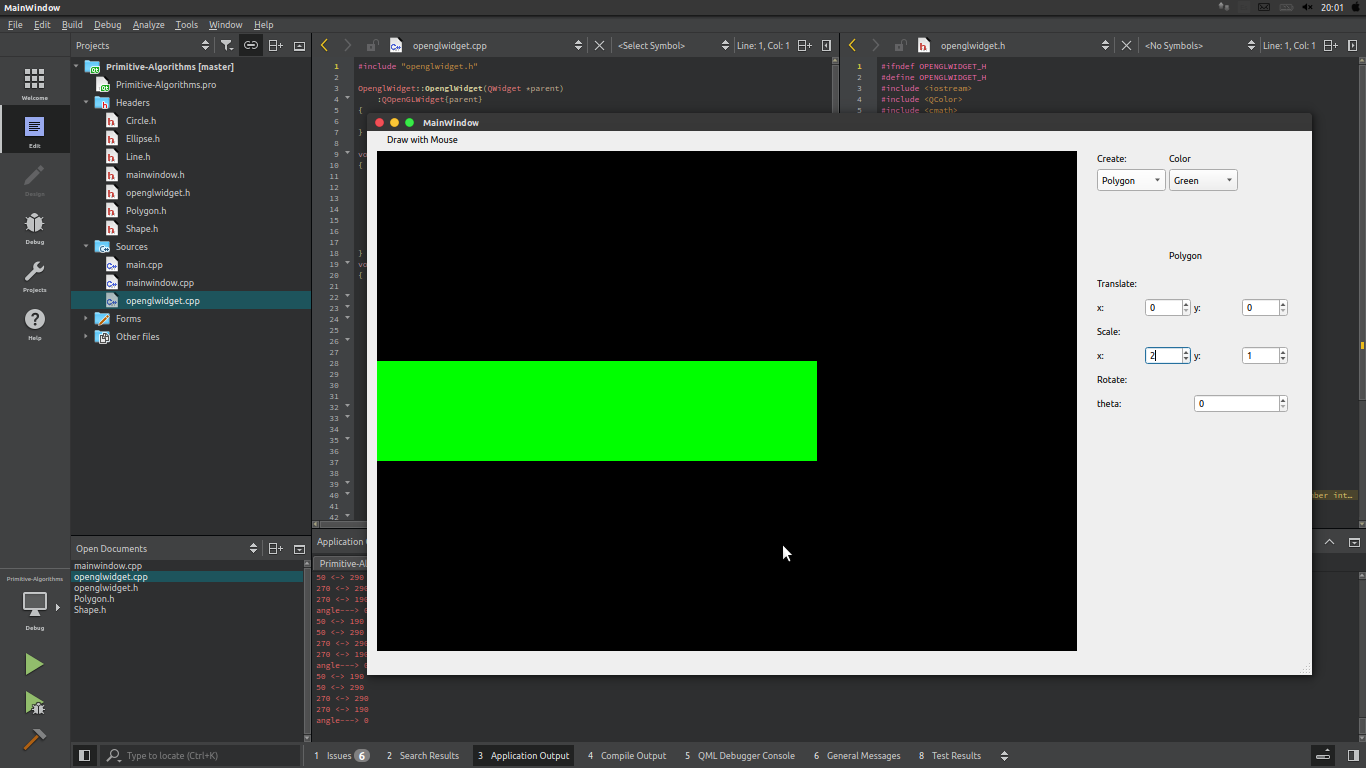 MainWindow
20:01
File Edit Build Debug Analyze Tools Window Help
Projects
openglwidget.cpp
<Select Symbol>
Line: 1, Col: 1
openglwidget.h
<No Symbols>
Line: 1, Col: 1
Welcome
Edit
Design
Debug
Projects
Help
Primitive-Algorithms [master]
Primitive-Algorithms.pro
Headers
Circle.h
Ellipse.h
Line.h
mainwindow.h
openglwidget.h
Polygon.h
Shape.h
Sources
main.cpp
mainwindow.cpp
openglwidget.cpp
Forms
Other files
1 #include "openglwidget.h"
2
3 OpenglWidget::OpenglWidget(QWidget *parent)
4 :QOpenGLWidget{parent}
5 {
6
7 }
8
9 vo
10 {
11
12
13
14
15
16
17
18 }
19 vo
20 {
21
22
23
24
25
26
27
28
29
30
31
32
33
34
35
36
37
38
39
40
41
42
1 #ifndef OPENGLWIDGET_H
2 #define OPENGLWIDGET_H
3 #include <iostream>
4 #include <QColor>
5 #include <cmath>
ber int…
MainWindow
Draw with Mouse
Create: Color
Polygon Green
Polygon
Translate:
x: 0 y: 0
Scale:
x: 2 y: 1
Rotate:
theta: 0
Open Documents
mainwindow.cpp
openglwidget.cpp
openglwidget.h
Polygon.h
Shape.h
Primitive-Algorithms
Debug
Application
Primitive-Al
50 <-> 290
270 <-> 290
270 <-> 190
angle---> 0
50 <-> 190
50 <-> 290
270 <-> 290
270 <-> 190
angle---> 0
50 <-> 190
50 <-> 290
270 <-> 290
270 <-> 190
angle---> 0
Type to locate (Ctrl+K)
1 Issues 6 2 Search Results 3 Application Output 4 Compile Output 5 QML Debugger Console 6 General Messages 8 Test Results